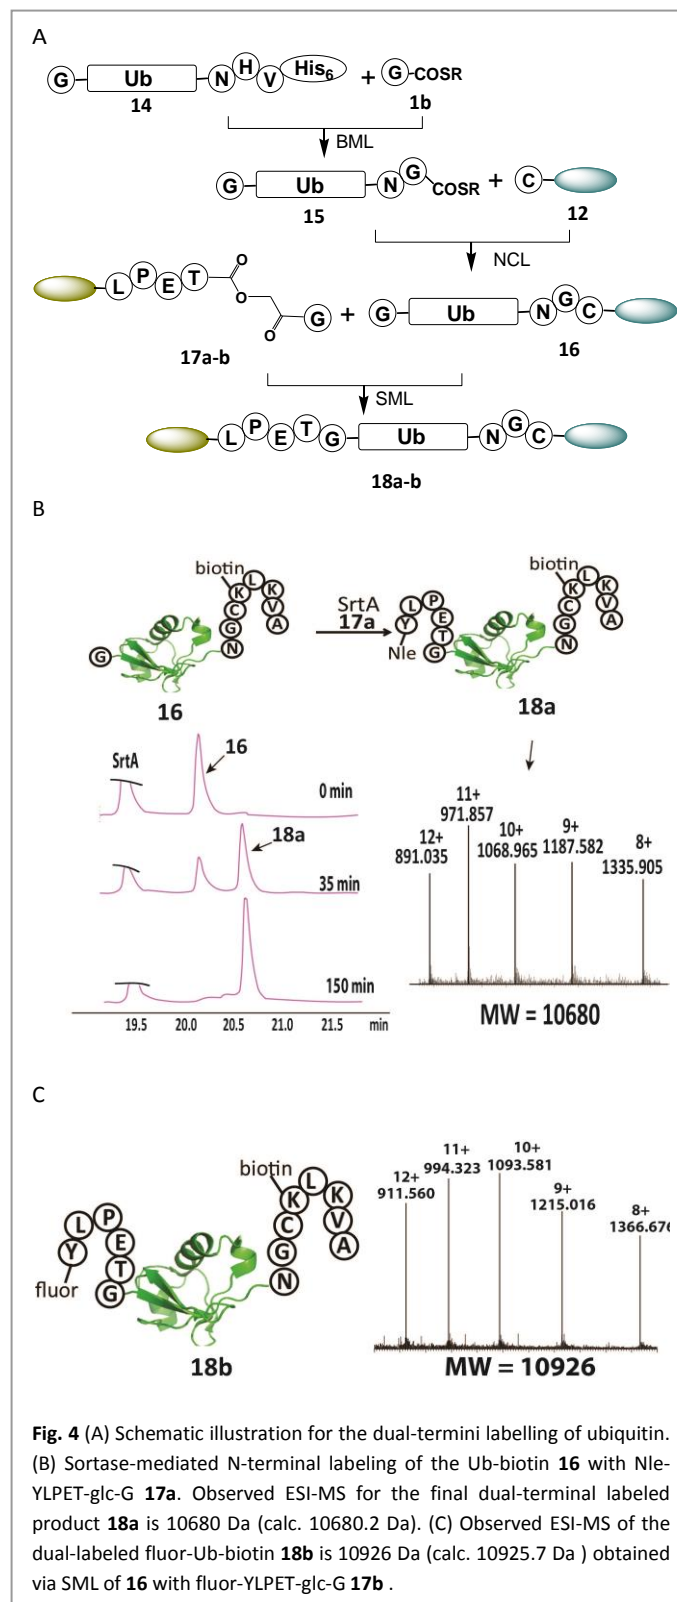 A
G Ub N H V His6 + G COSR
14 1b
BML
G Ub N G COSR + C
15 12
NCL
L P E T O O O G + G Ub N G C
17a-b 16
SML
L P E T G Ub N G C
18a-b
B
biotin
G N G C K L K V A
16
SrtA
17a
biotin
Nle Y L P E T G N G C K L K V A
18a
SrtA
16
0 min
18a
35 min
150 min
19.5 20.0 20.5 21.0 21.5 min
12+
891.035
11+
971.857
10+
1068.965
9+
1187.582
8+
1335.905
MW = 10680
C
biotin
fluor Y L P E T G N G C K L K V A
18b
12+
911.560
11+
994.323
10+
1093.581
9+
1215.016
8+
1366.676
MW = 10926
Fig. 4 (A) Schematic illustration for the dual-termini labelling of ubiquitin.
(B) Sortase-mediated N-terminal labeling of the Ub-biotin 16 with Nle-
YLPET-glc-G 17a. Observed ESI-MS for the final dual-terminal labeled
product 18a is 10680 Da (calc. 10680.2 Da). (C) Observed ESI-MS of the
dual-labeled fluor-Ub-biotin 18b is 10926 Da (calc. 10925.7 Da ) obtained
via SML of 16 with fluor-YLPET-glc-G 17b .